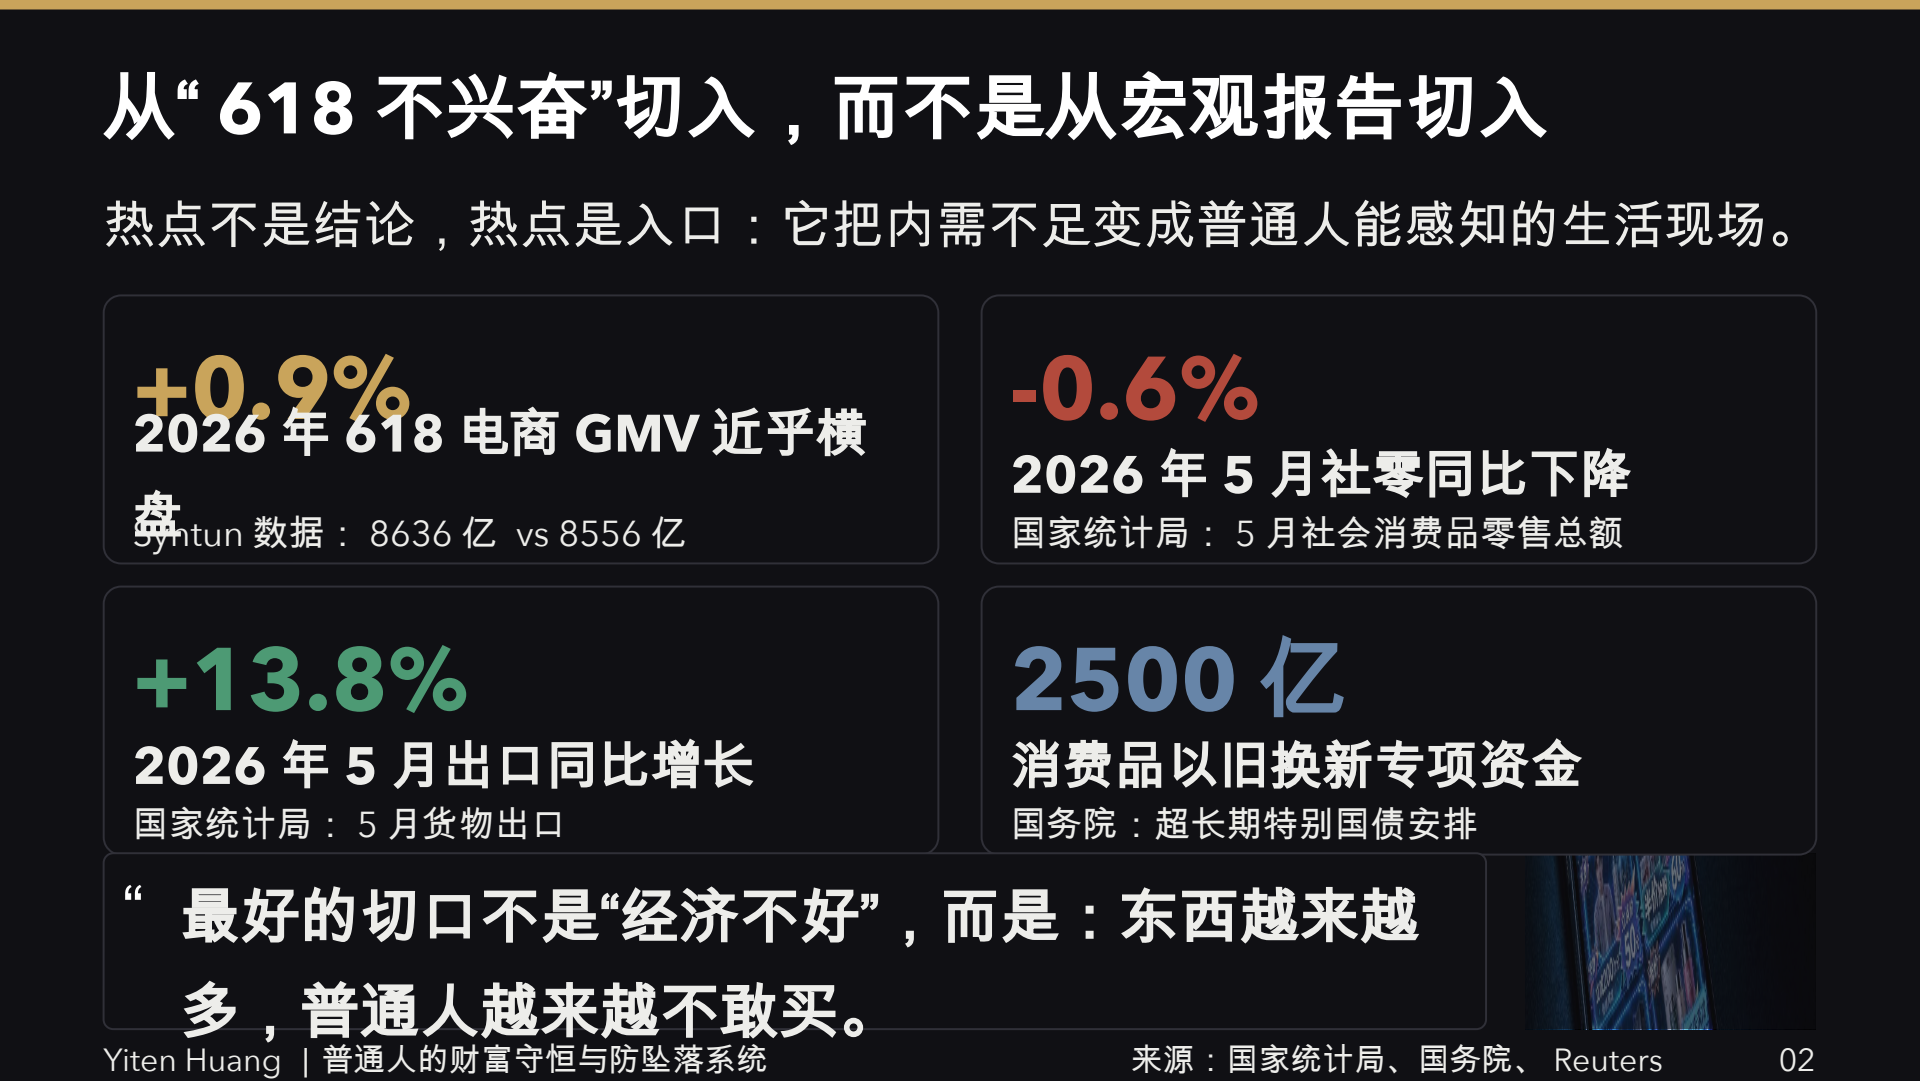 从“618 不兴奋”切入，而不是从宏观报告切入
热点不是结论，热点是入口：它把内需不足变成普通人能感知的生活现场。
+0.9%
2026 年 618 电商 GMV 近乎横
盘
Syntun 数据：8636 亿 vs 8556 亿
-0.6%
2026 年 5 月社零同比下降
国家统计局：5 月社会消费品零售总额
+13.8%
2026 年 5 月出口同比增长
国家统计局：5 月货物出口
2500 亿
消费品以旧换新专项资金
国务院：超长期特别国债安排
“ 最好的切口不是“经济不好”，而是：东西越来越
多，普通人越来越不敢买。
Yiten Huang ｜普通人的财富守恒与防坠落系统
来源：国家统计局、国务院、 Reuters
02